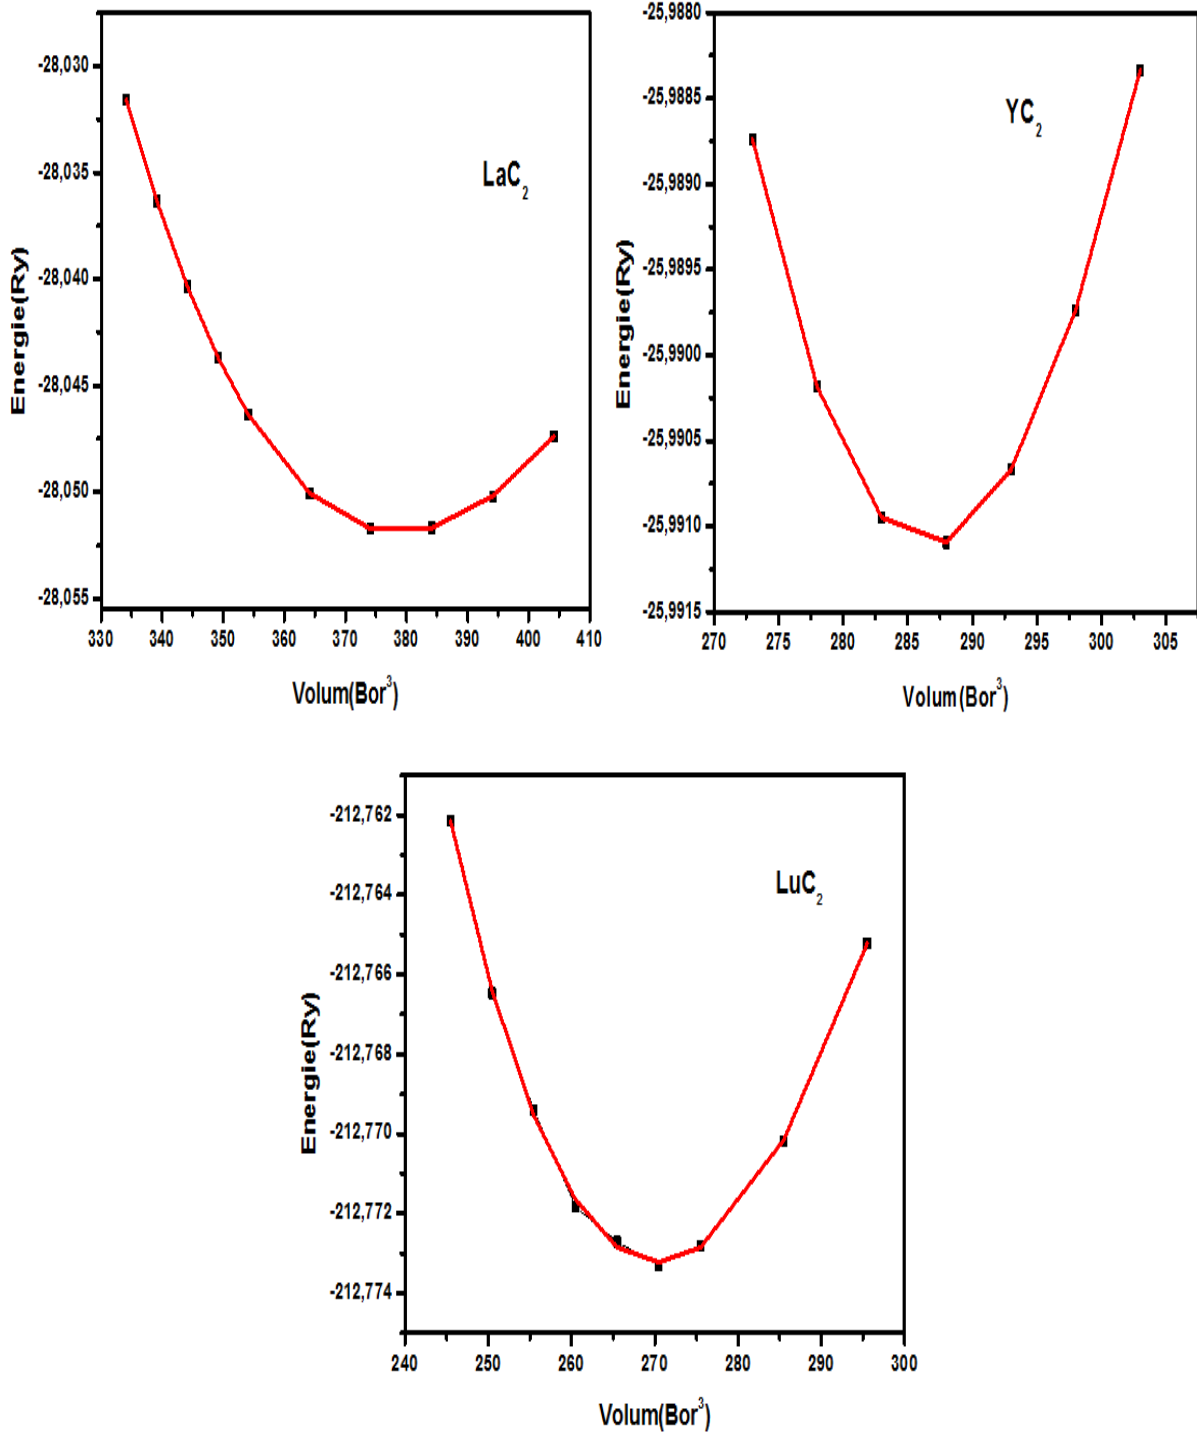 -28,030
-28,035
-28,040
-28,045
-28,050
-28,055
Energie(Ry)
LaC₂
330 340 350 360 370 380 390 400 410
Volum(Bor³)
-25,9880
-25,9885
-25,9890
-25,9895
-25,9900
-25,9905
-25,9910
-25,9915
Energie(Ry)
YC₂
270 275 280 285 290 295 300 305
Volum(Bor³)
-212,762
-212,764
-212,766
-212,768
-212,770
-212,772
-212,774
Energie(Ry)
LuC₂
240 250 260 270 280 290 300
Volum(Bor³)